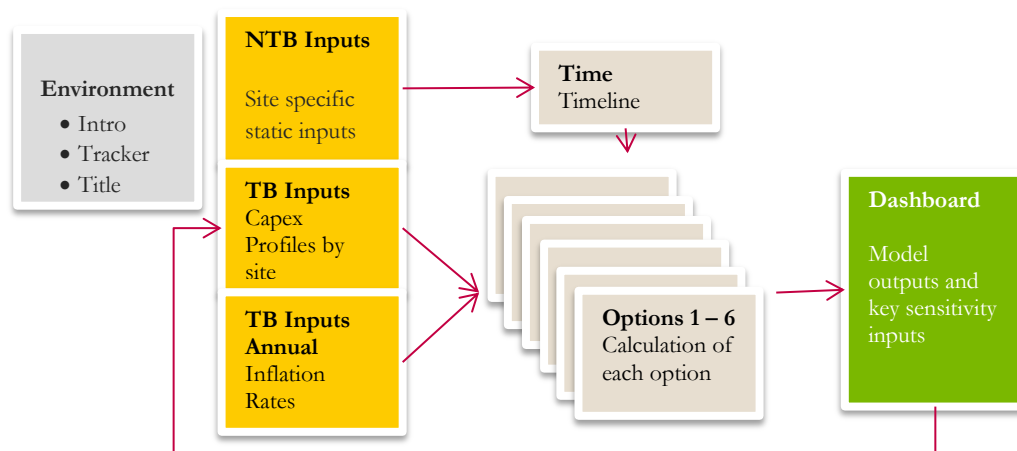 Environment
• Intro
• Tracker
• Title
NTB Inputs
Site specific
static inputs
TB Inputs
Capex
Profiles by
site
TB Inputs
Annual
Inflation
Rates
Time
Timeline
Options 1 – 6
Calculation of
each option
Dashboard
Model
outputs and
key sensitivity
inputs